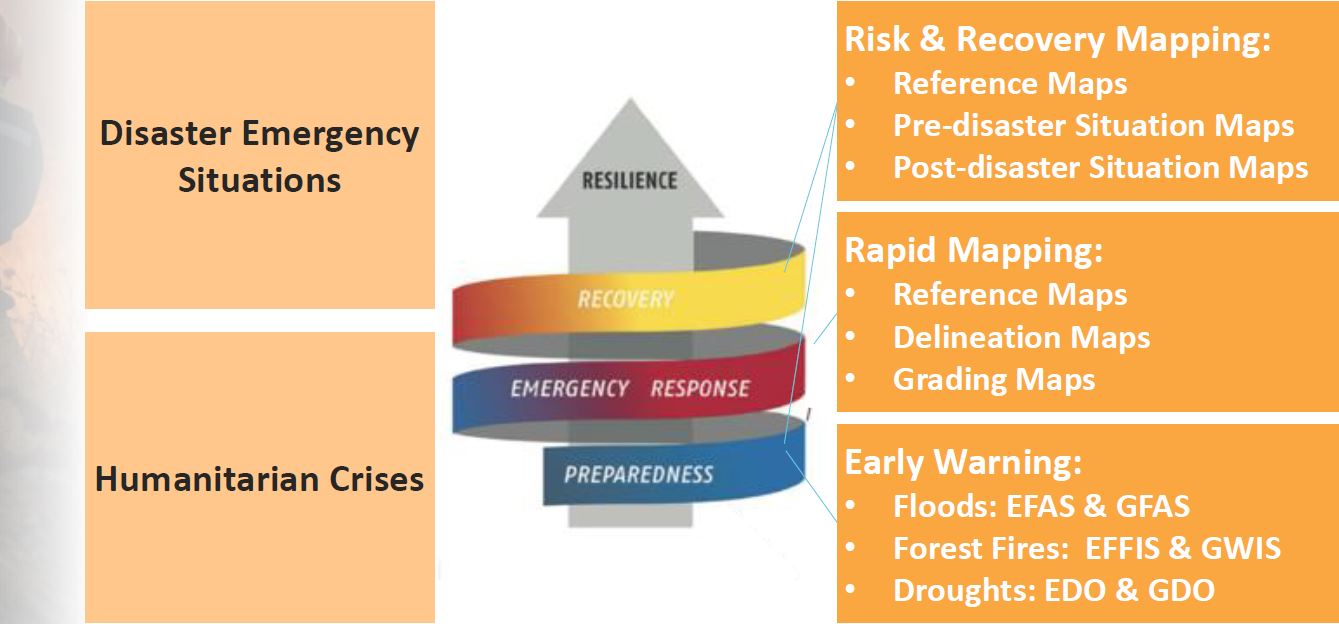 Disaster Emergency
Situations
Humanitarian Crises
RESILIENCE
RECOVERY
EMERGENCY RESPONSE
PREPAREDNESS
Risk & Recovery Mapping:
• Reference Maps
• Pre-disaster Situation Maps
• Post-disaster Situation Maps
Rapid Mapping:
• Reference Maps
• Delineation Maps
• Grading Maps
Early Warning:
• Floods: EFAS & GFAS
• Forest Fires: EFFIS & GWIS
• Droughts: EDO & GDO